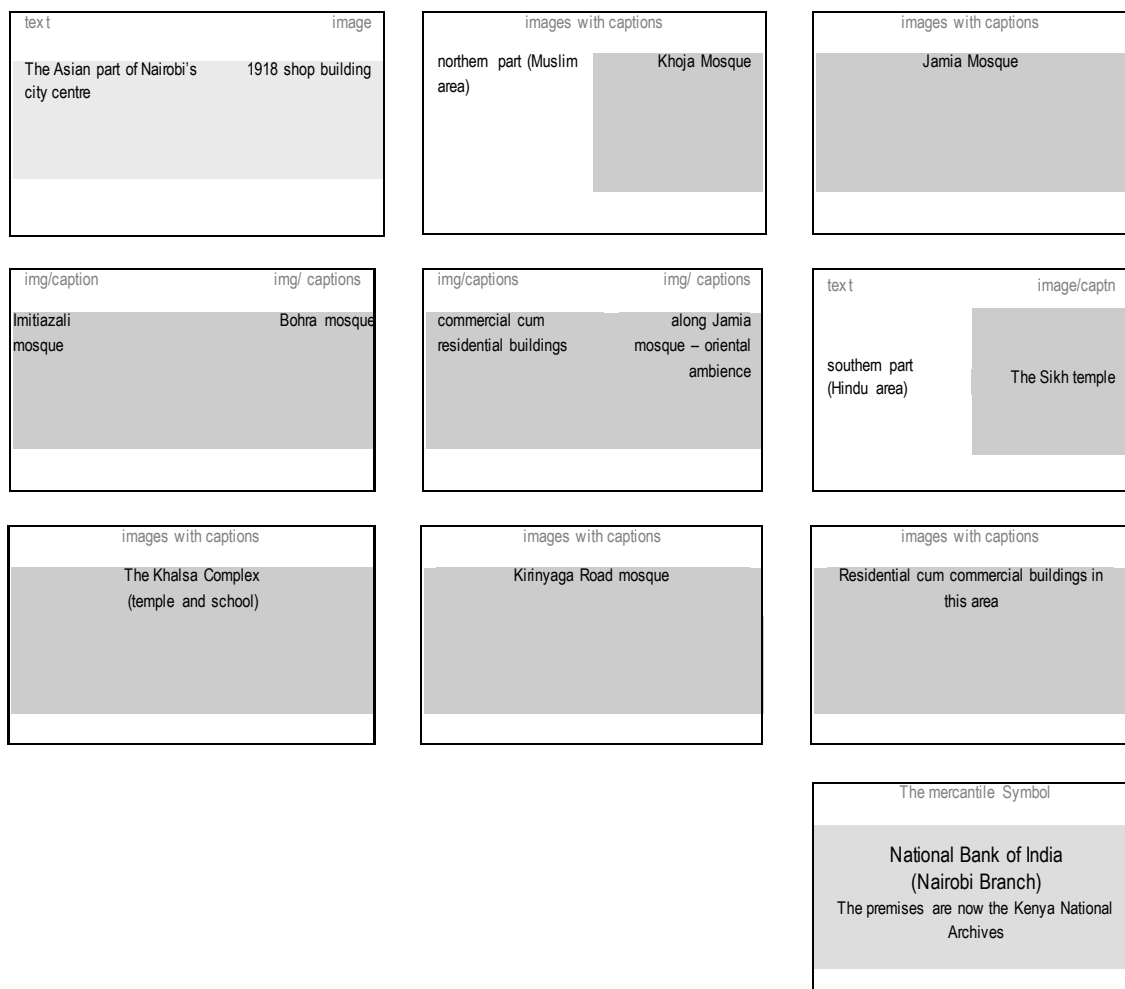 text image
The Asian part of Nairobi's 1918 shop building
city centre
images with captions
northern part (Muslim Khoja Mosque
area)
images with captions
Jamia Mosque
img/caption img/ captions
Imitiazali Bohra mosque
mosque
img/captions img/ captions
commercial cum along Jamia
residential buildings mosque – oriental
ambience
text image/captn
southern part
(Hindu area) The Sikh temple
images with captions
The Khalsa Complex
(temple and school)
images with captions
Kirinyaga Road mosque
images with captions
Residential cum commercial buildings in
this area
The mercantile Symbol
National Bank of India
(Nairobi Branch)
The premises are now the Kenya National
Archives